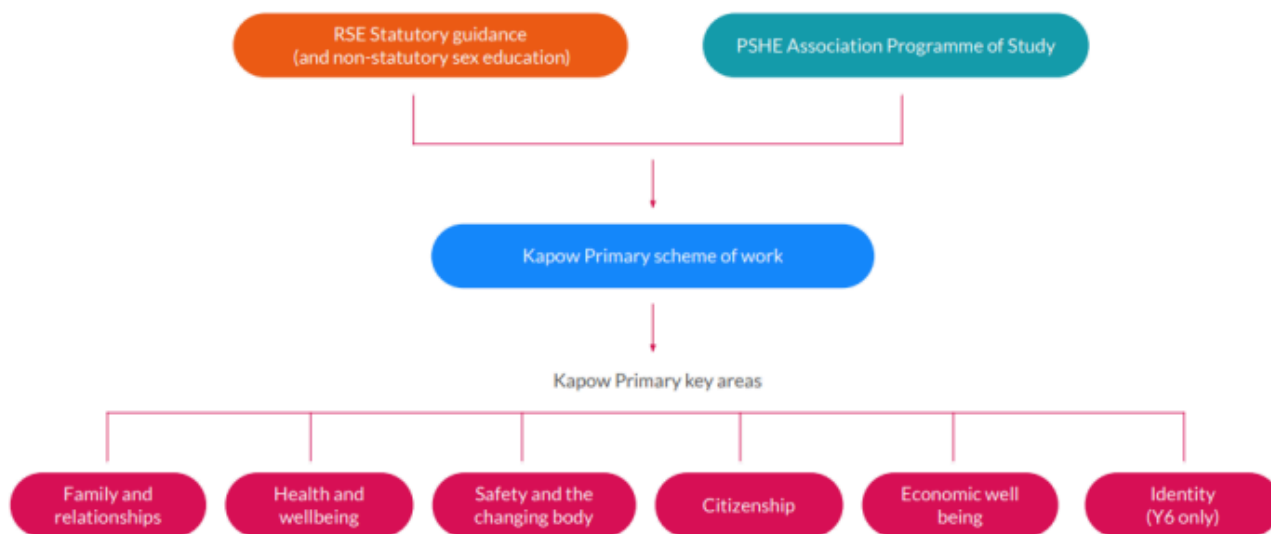 RSE Statutory guidance
(and non-statutory sex education)
PSHE Association Programme of Study
Kapow Primary scheme of work
Kapow Primary key areas
Family and
relationships
Health and
wellbeing
Safety and the
changing body
Citizenship
Economic well
being
Identity
(Y6 only)